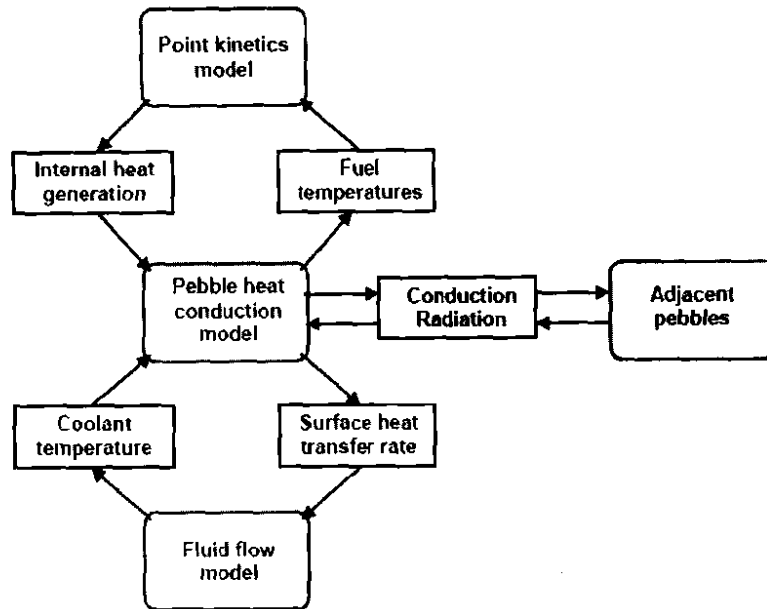 Point kinetics
model
Internal heat
generation
Fuel
temperatures
Pebble heat
conduction
model
Conduction
Radiation
Adjacent
pebbles
Coolant
temperature
Surface heat
transfer rate
Fluid flow
model